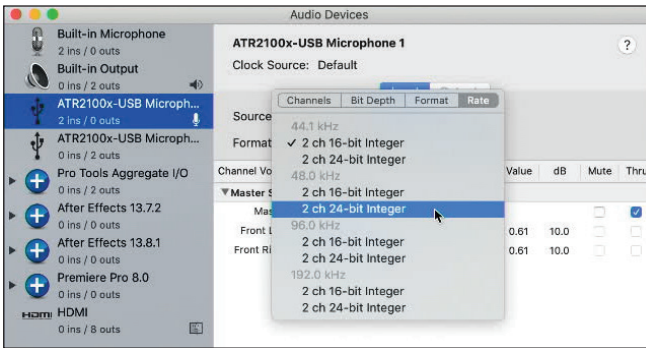 Audio Devices
Built-in Microphone
2 ins / 0 outs
Built-in Output
0 ins / 2 outs
ATR2100x-USB Microph...
2 ins / 0 outs
ATR2100x-USB Microph...
0 ins / 2 outs
Pro Tools Aggregate I/O
0 ins / 2 outs
After Effects 13.7.2
0 ins / 0 outs
After Effects 13.8.1
0 ins / 0 outs
Premiere Pro 8.0
0 ins / 0 outs
HDMI HDMI
0 ins / 8 outs
ATR2100x-USB Microphone 1
?
Clock Source: Default
Source
Format
Channels Bit Depth Format Rate
44.1 kHz
✓ 2 ch 16-bit Integer
2 ch 24-bit Integer
48.0 kHz
2 ch 16-bit Integer
2 ch 24-bit Integer
96.0 kHz
2 ch 16-bit Integer
2 ch 24-bit Integer
192.0 kHz
2 ch 16-bit Integer
2 ch 24-bit Integer
Channel Vo Value dB Mute Thru
Master S
Mas
Front L 0.61 10.0
Front Ri 0.61 10.0